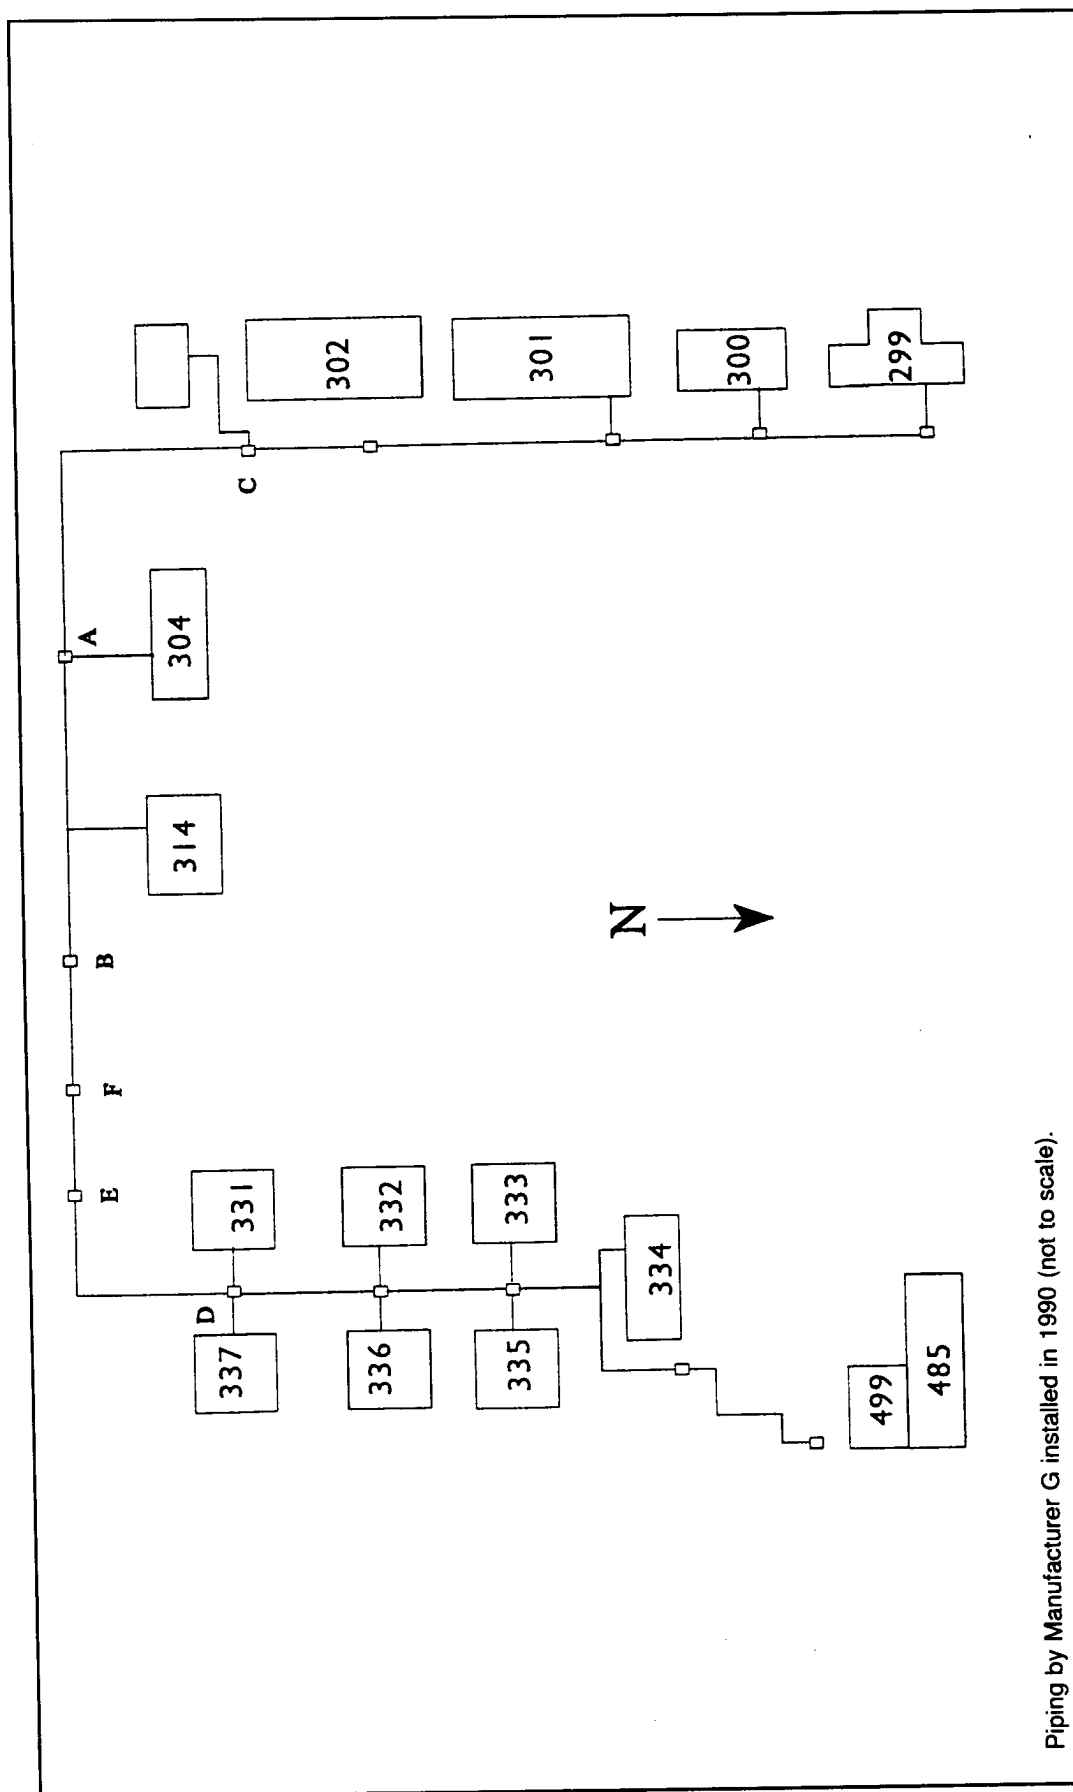 E F B A
314 304
D
337 331 C
302
336 332
335 333 301
N
334 300
499 299
485
Piping by Manufacturer G installed in 1990 (not to scale).